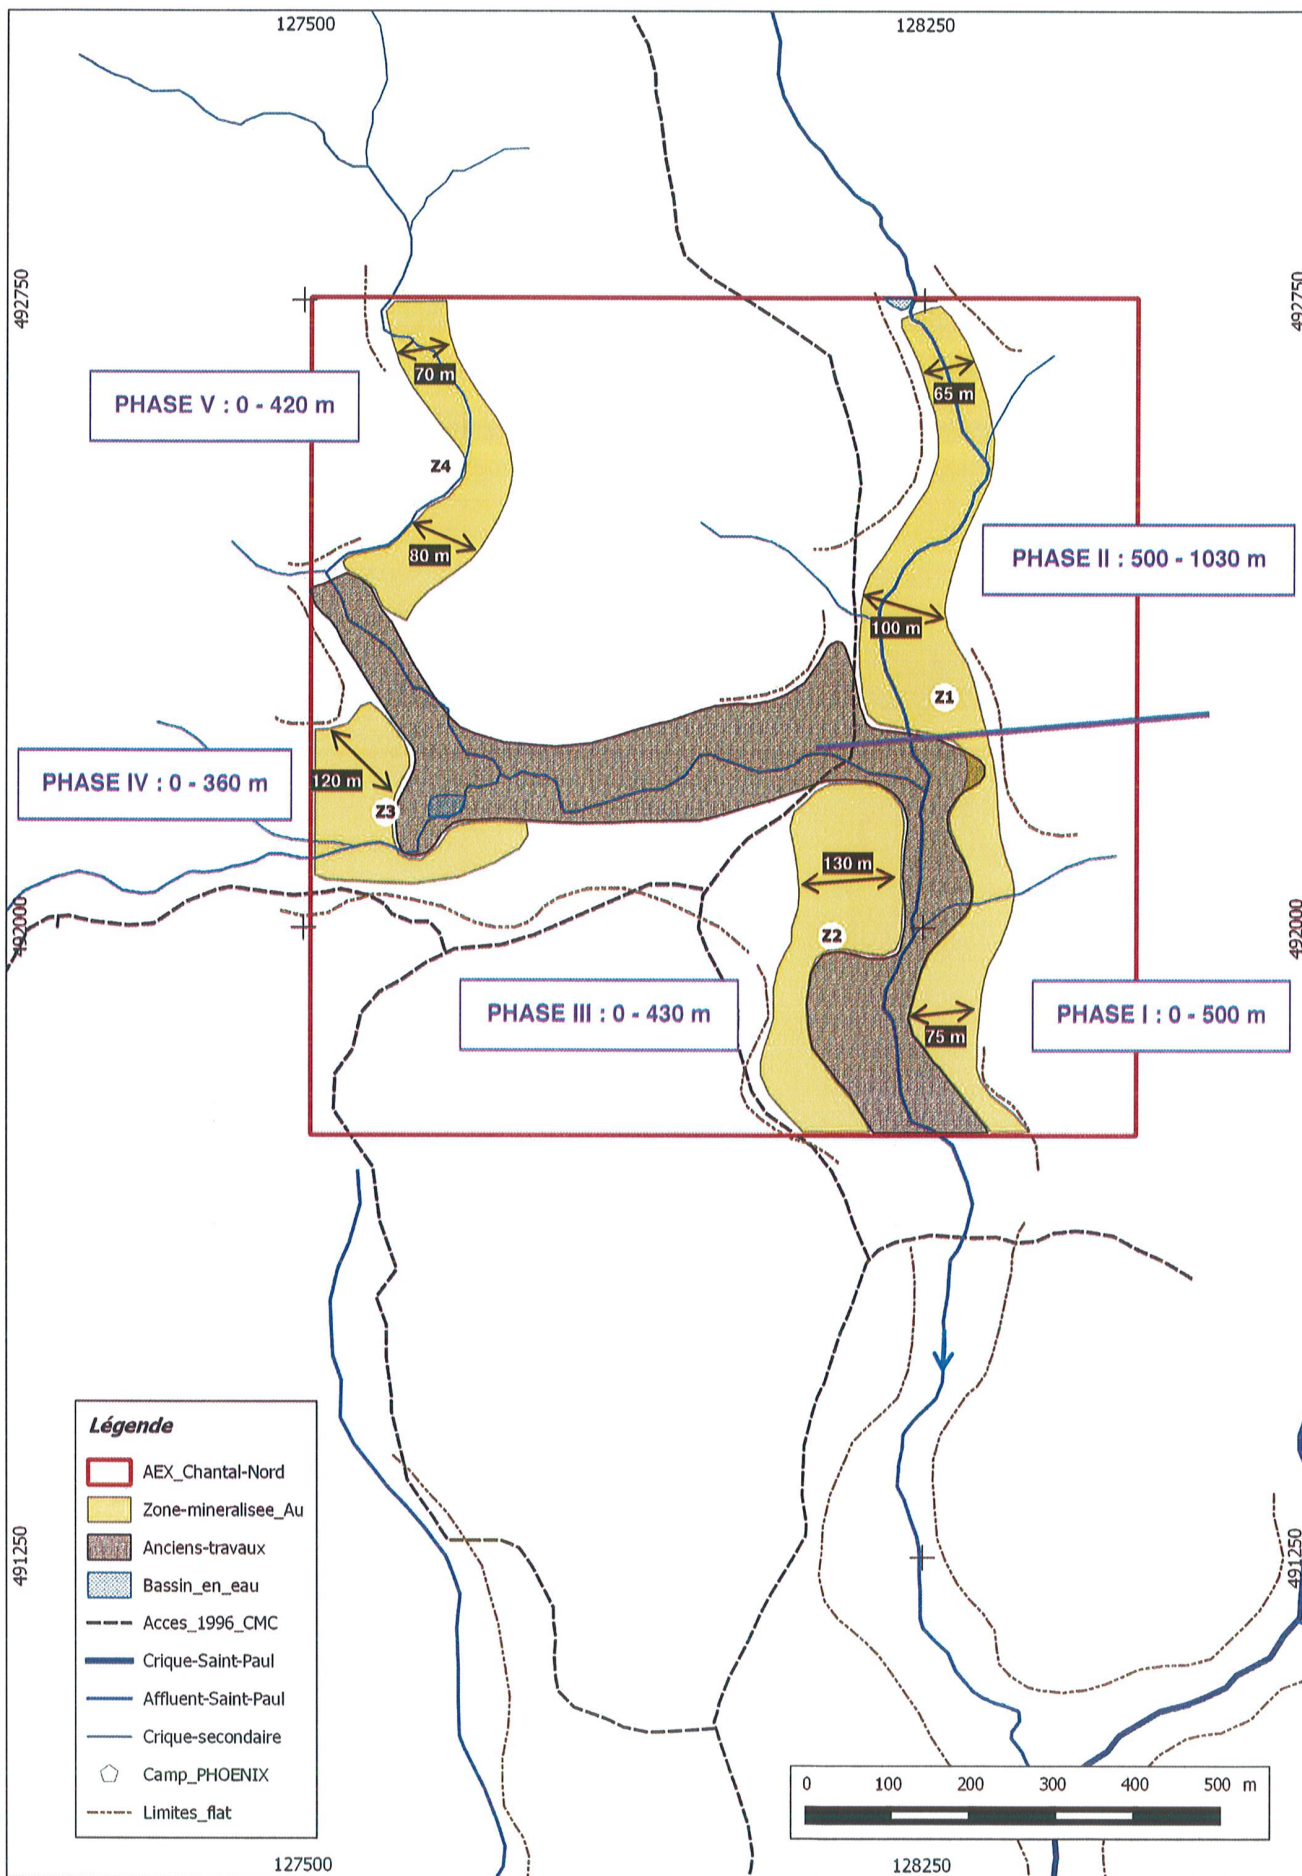 127500
128250
492750
492750
70 m
65 m
PHASE V : 0 - 420 m
Z4
80 m
PHASE II : 500 - 1030 m
100 m
Z1
PHASE IV : 0 - 360 m
120 m
Z3
130 m
Z2
492000
492000
PHASE III : 0 - 430 m
PHASE I : 0 - 500 m
75 m
Légende
AEX_Chantal-Nord
Zone-mineralisee_Au
Anciens-travaux
Bassin_en_eau
Acces_1996_CMC
Crique-Saint-Paul
Affluent-Saint-Paul
Crique-secondaire
Camp_PHOENIX
Limites_flat
491250
491250
0 100 200 300 400 500 m
127500
128250